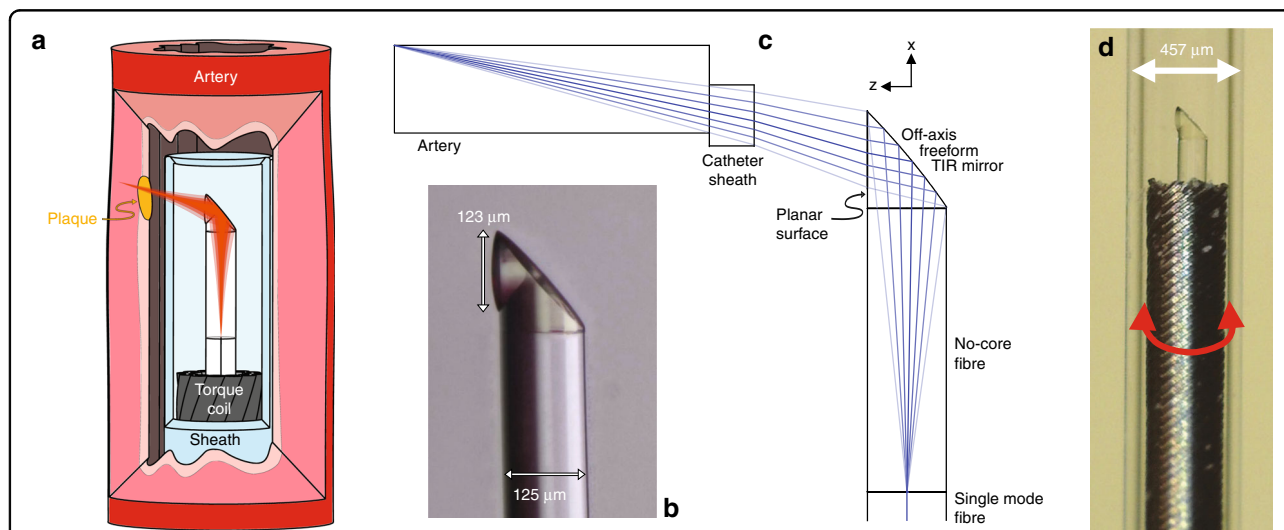 a
Artery
Plaque
Torque
coil
Sheath
Artery
Catheter
sheath
123 µm
125 µm
b
c
x
z
Off-axis
freeform
TIR mirror
Planar
surface
No-core
fibre
Single mode
fibre
d
457 µm